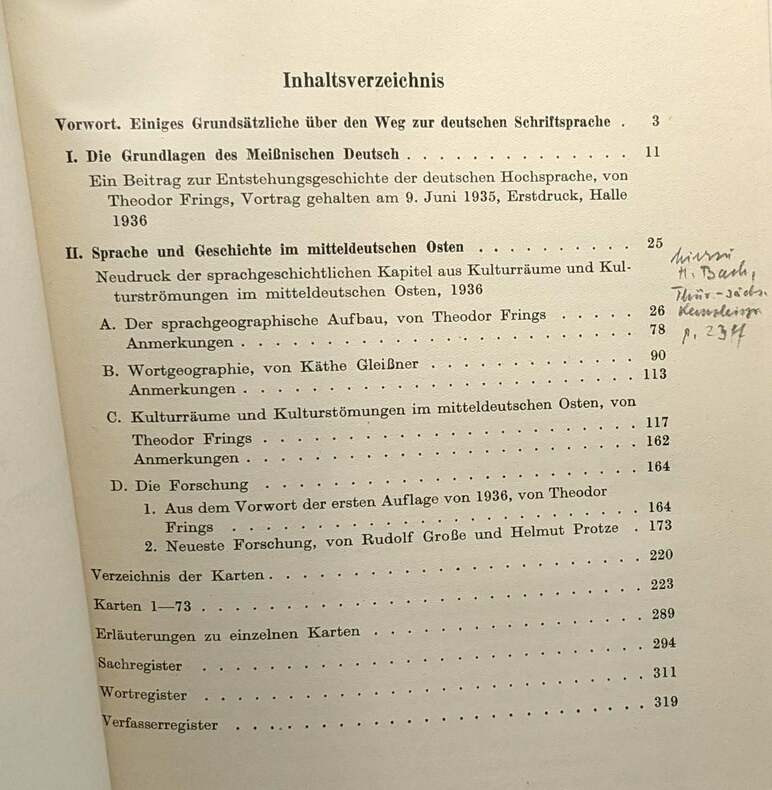 Inhaltsverzeichnis
Vorwort. Einiges Grundsätzliche über den Weg zur deutschen Schriftsprache . 3
I. Die Grundlagen des Meißnischen Deutsch . . . . . . . . . . . . . . 11
Ein Beitrag zur Entstehungsgeschichte der deutschen Hochsprache, von
Theodor Frings, Vortrag gehalten am 9. Juni 1935, Erstdruck, Halle
1936
II. Sprache und Geschichte im mitteldeutschen Osten . . . . . . . . . . 25
Neudruck der sprachgeschichtlichen Kapitel aus Kulturräume und Kul-
turströmungen im mitteldeutschen Osten, 1936
A. Der sprachgeographische Aufbau, von Theodor Frings . . . . . 26
Anmerkungen . . . . . . . . . . . . . . . . . . . . 78
B. Wortgeographie, von Käthe Gleißner . . . . . . . . . . . 90
Anmerkungen . . . . . . . . . . . . . . . . . . . . 113
C. Kulturräume und Kulturstömungen im mitteldeutschen Osten, von
Theodor Frings . . . . . . . . . . . . . . . . . . . 117
Anmerkungen . . . . . . . . . . . . . . . . . . . . 162
D. Die Forschung . . . . . . . . . . . . . . . . . . . 164
1. Aus dem Vorwort der ersten Auflage von 1936, von Theodor
Frings . . . . . . . . . . . . . . . . . . . . 164
2. Neueste Forschung, von Rudolf Große und Helmut Protze . 173
Verzeichnis der Karten . . . . . . . . . . . . . . . . . . . 220
Karten 1—73 . . . . . . . . . . . . . . . . . . . . . . 223
Erläuterungen zu einzelnen Karten . . . . . . . . . . . . . . 289
Sachregister . . . . . . . . . . . . . . . . . . . . . . 294
Wortregister . . . . . . . . . . . . . . . . . . . . . . 311
Verfasserregister . . . . . . . . . . . . . . . . . . . . 319
hierzu
H. Bach,
Thür.-sächs.
p. 23ff